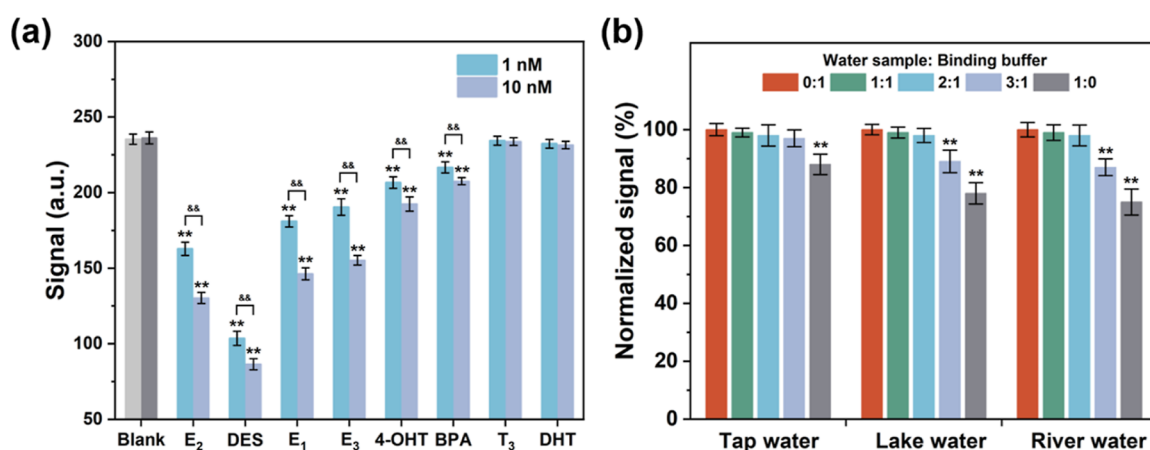 (a)
300
250
200
150
100
50
Signal (a.u.)
1 nM
10 nM
&&
&&
&&
&&
&&
&&
** ** ** ** ** ** ** ** ** ** ** **
Blank E₂ DES E₁ E₃ 4-OHT BPA T₃ DHT
(b)
Water sample: Binding buffer
0:1 1:1 2:1 3:1 1:0
100
80
60
40
20
0
Normalized signal (%)
** ** ** ** **
Tap water Lake water River water